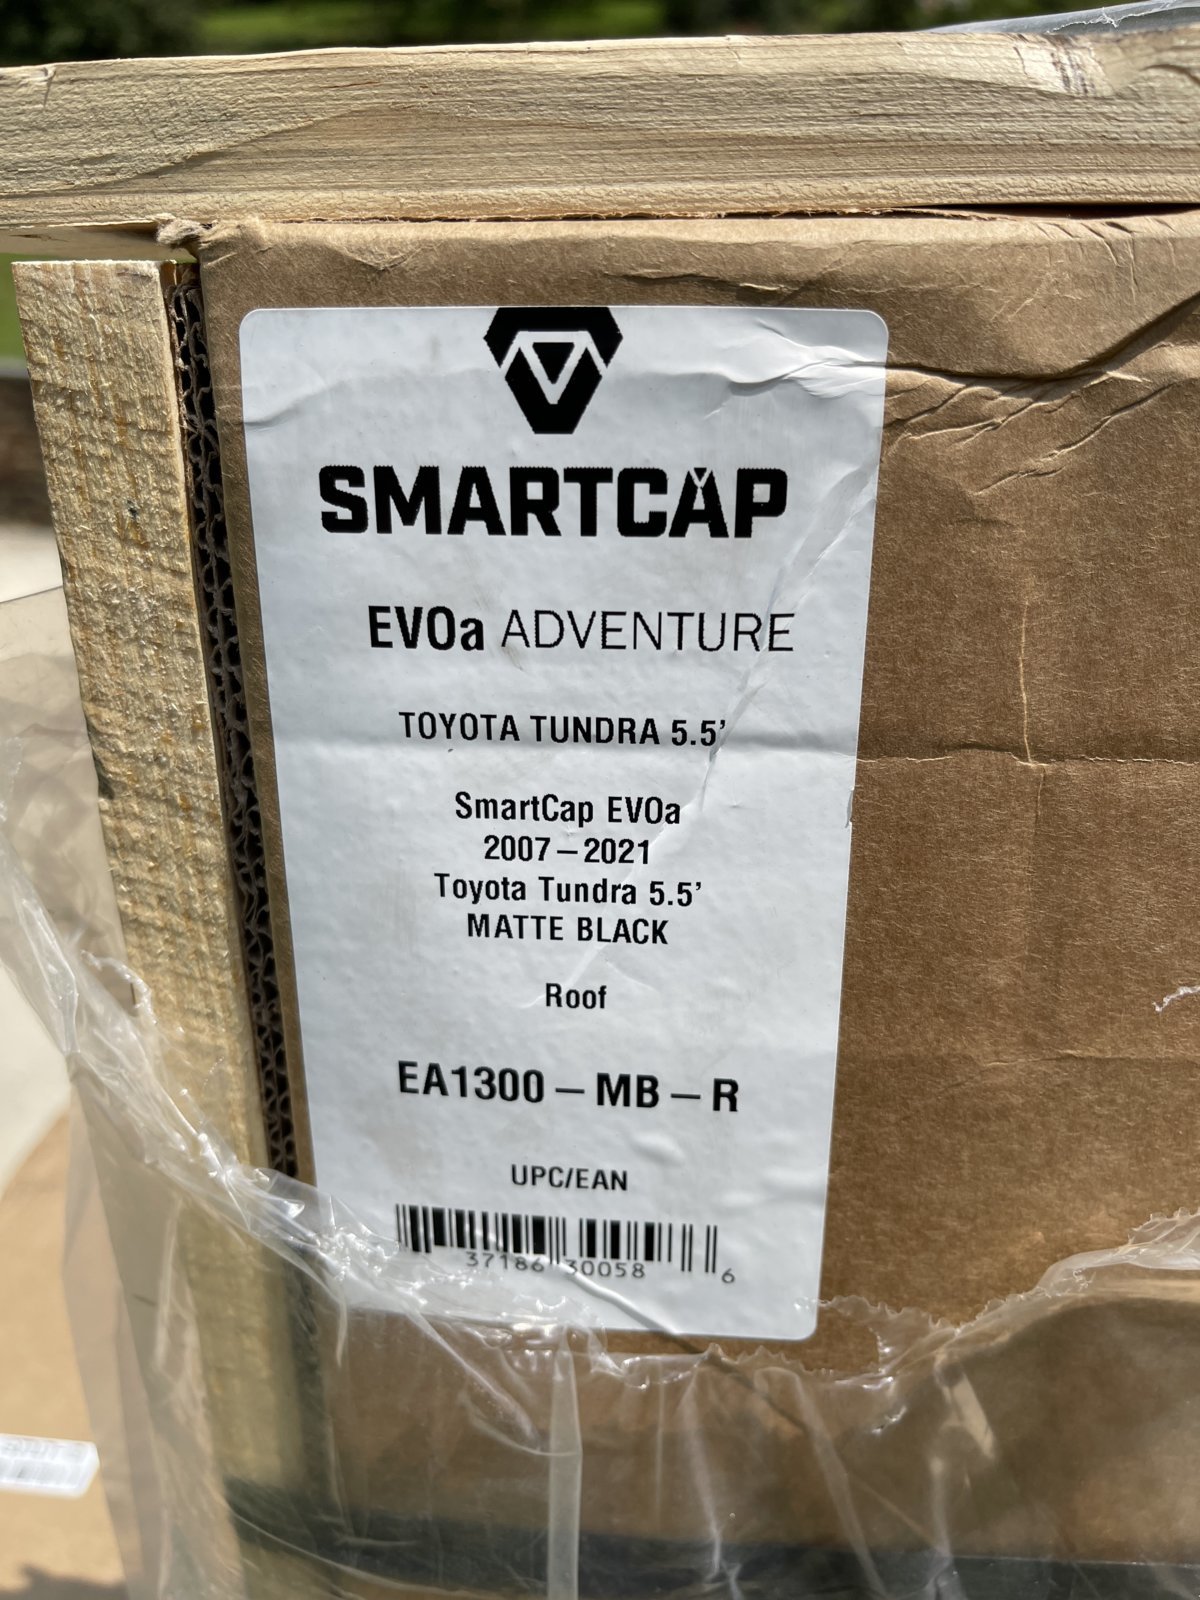 SMARTCAP
EVOa ADVENTURE
TOYOTA TUNDRA 5.5'
SmartCap EVOa
2007–2021
Toyota Tundra 5.5'
MATTE BLACK
Roof
EA1300 – MB – R
UPC/EAN
37186 30058 6